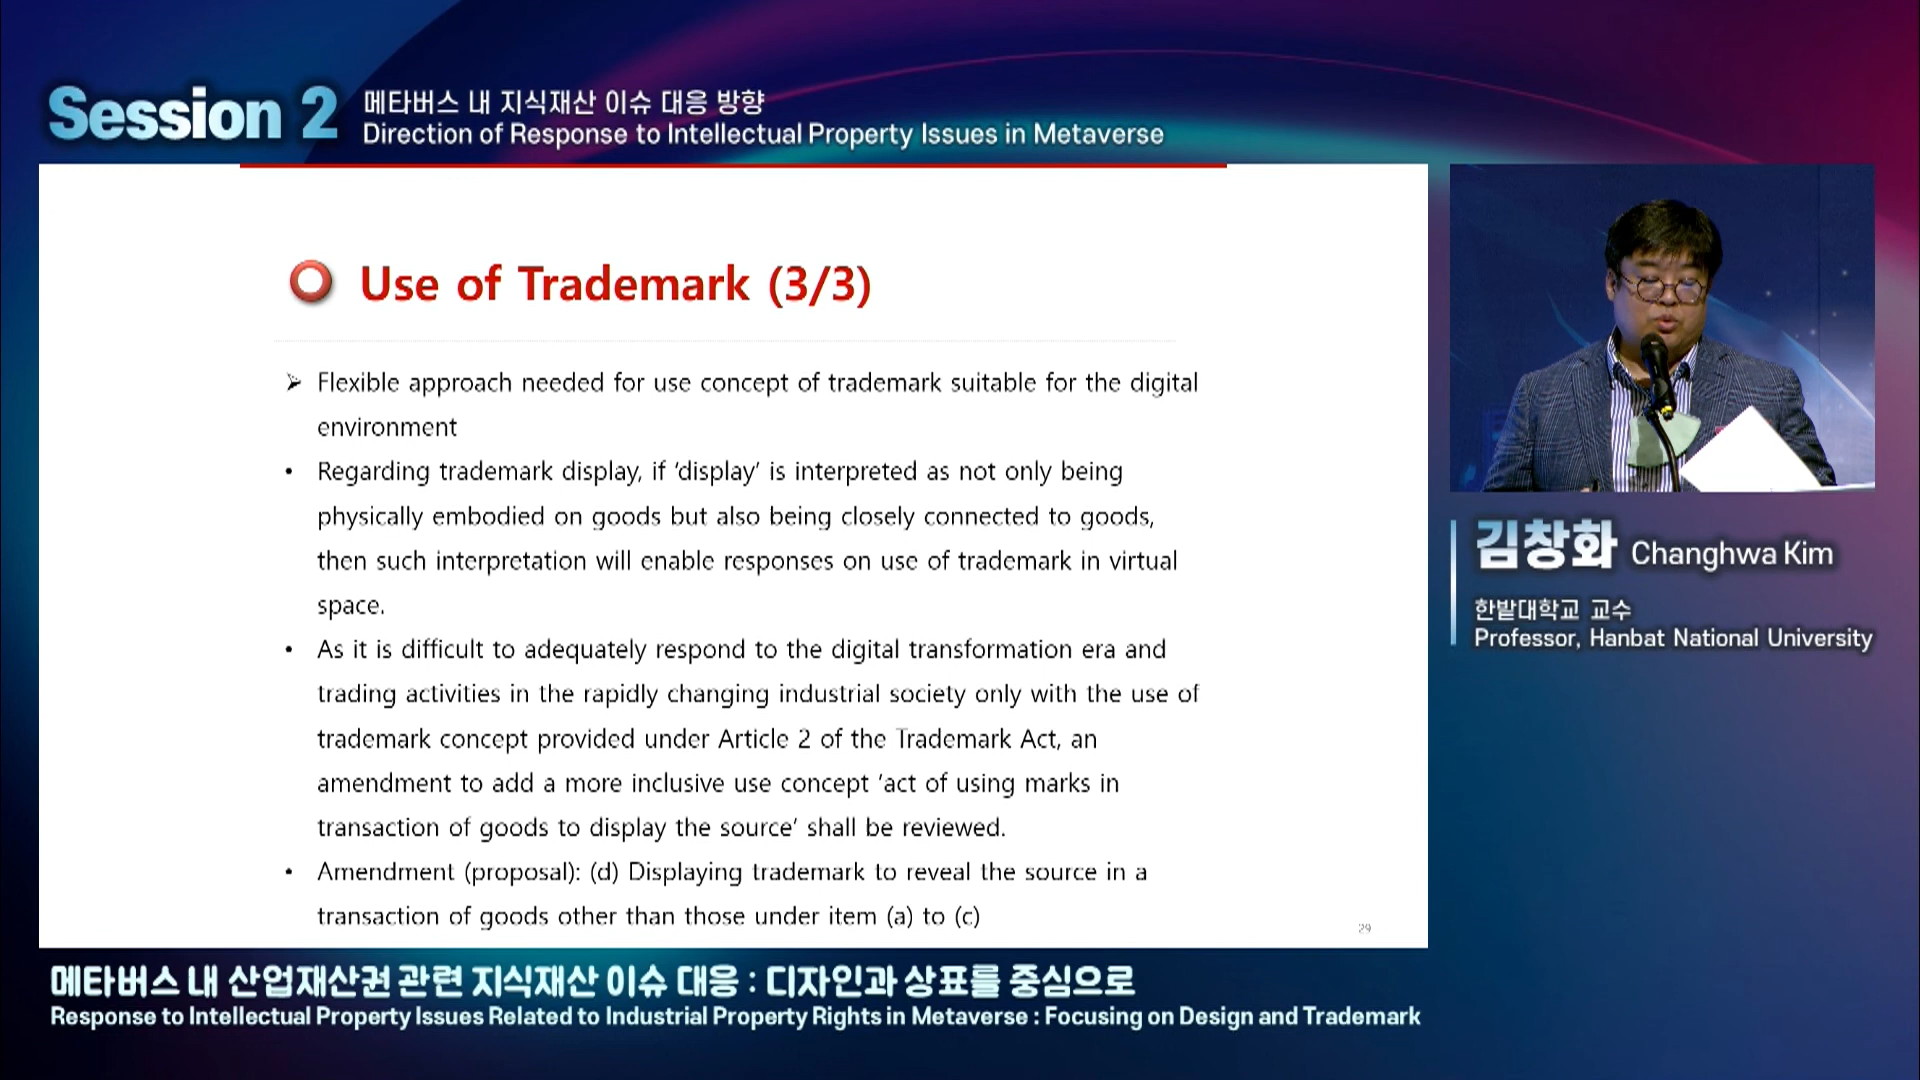 Session 2
메타버스 내 지식재산 이슈 대응 방향
Direction of Response to Intellectual Property Issues in Metaverse
Use of Trademark (3/3)
➤ Flexible approach needed for use concept of trademark suitable for the digital
environment
• Regarding trademark display, if ‘display’ is interpreted as not only being
physically embodied on goods but also being closely connected to goods,
then such interpretation will enable responses on use of trademark in virtual
space.
• As it is difficult to adequately respond to the digital transformation era and
trading activities in the rapidly changing industrial society only with the use of
trademark concept provided under Article 2 of the Trademark Act, an
amendment to add a more inclusive use concept ‘act of using marks in
transaction of goods to display the source’ shall be reviewed.
• Amendment (proposal): (d) Displaying trademark to reveal the source in a
transaction of goods other than those under item (a) to (c)
29
김창화 Changhwa Kim
한밭대학교 교수
Professor, Hanbat National University
메타버스 내 산업재산권 관련 지식재산 이슈 대응 : 디자인과 상표를 중심으로
Response to Intellectual Property Issues Related to Industrial Property Rights in Metaverse : Focusing on Design and Trademark